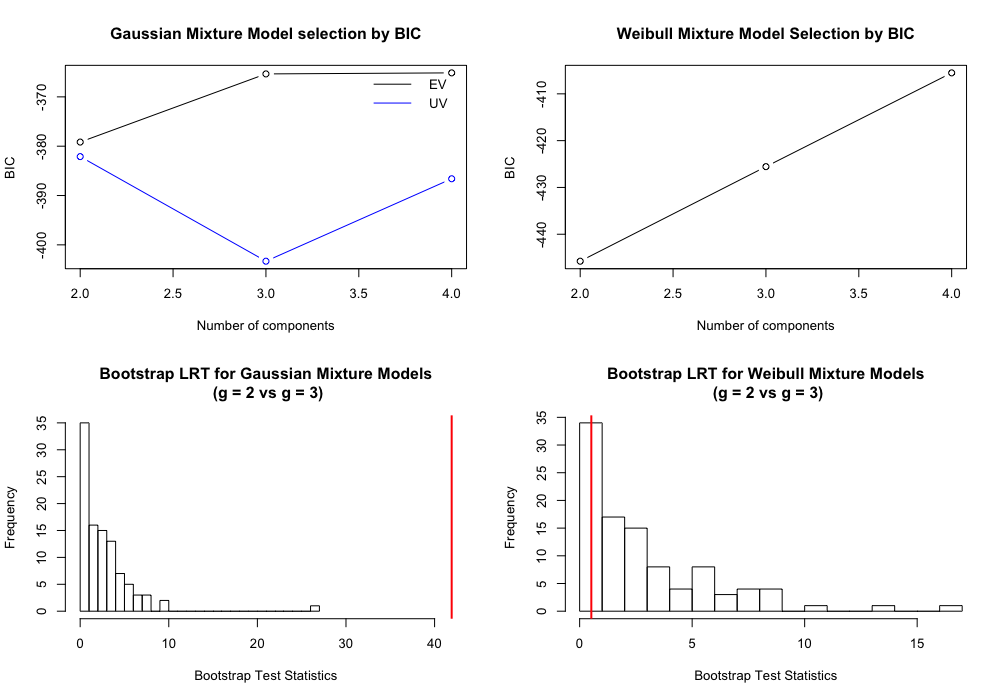 Gaussian Mixture Model selection by BIC
BIC
-370
-380
-390
-400
EV
UV
2.0 2.5 3.0 3.5 4.0
Number of components
Weibull Mixture Model Selection by BIC
BIC
-410
-420
-430
-440
2.0 2.5 3.0 3.5 4.0
Number of components
Bootstrap LRT for Gaussian Mixture Models
(g = 2 vs g = 3)
Frequency
35
30
25
20
15
10
5
0
0 10 20 30 40
Bootstrap Test Statistics
Bootstrap LRT for Weibull Mixture Models
(g = 2 vs g = 3)
Frequency
35
30
25
20
15
10
5
0
0 5 10 15
Bootstrap Test Statistics